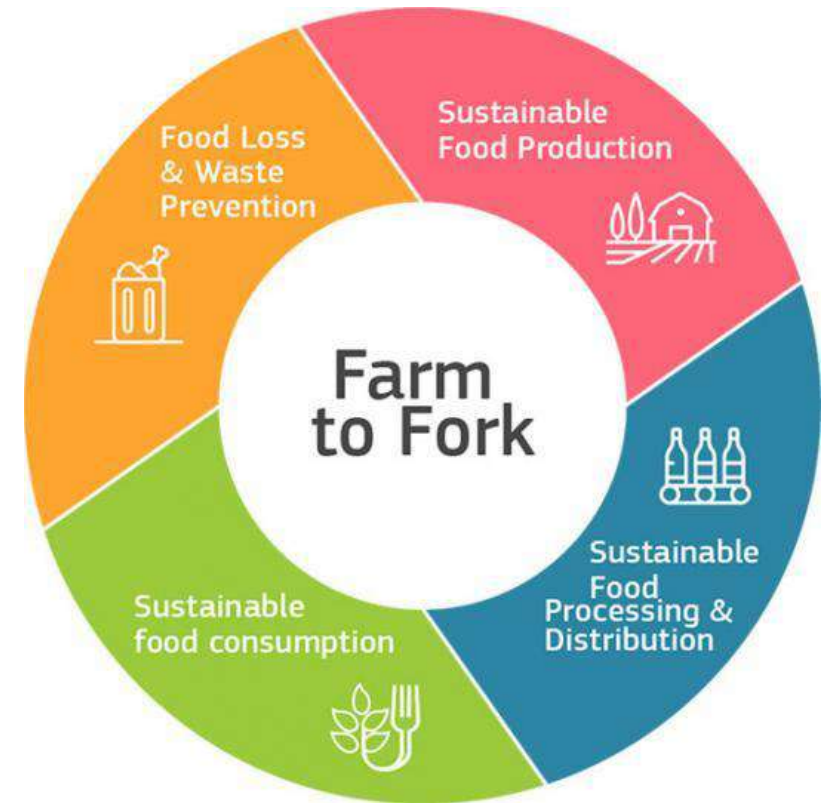 Farm
to Fork
Sustainable
Food Production
Sustainable
Food
Processing &
Distribution
Sustainable
food consumption
Food Loss
& Waste
Prevention